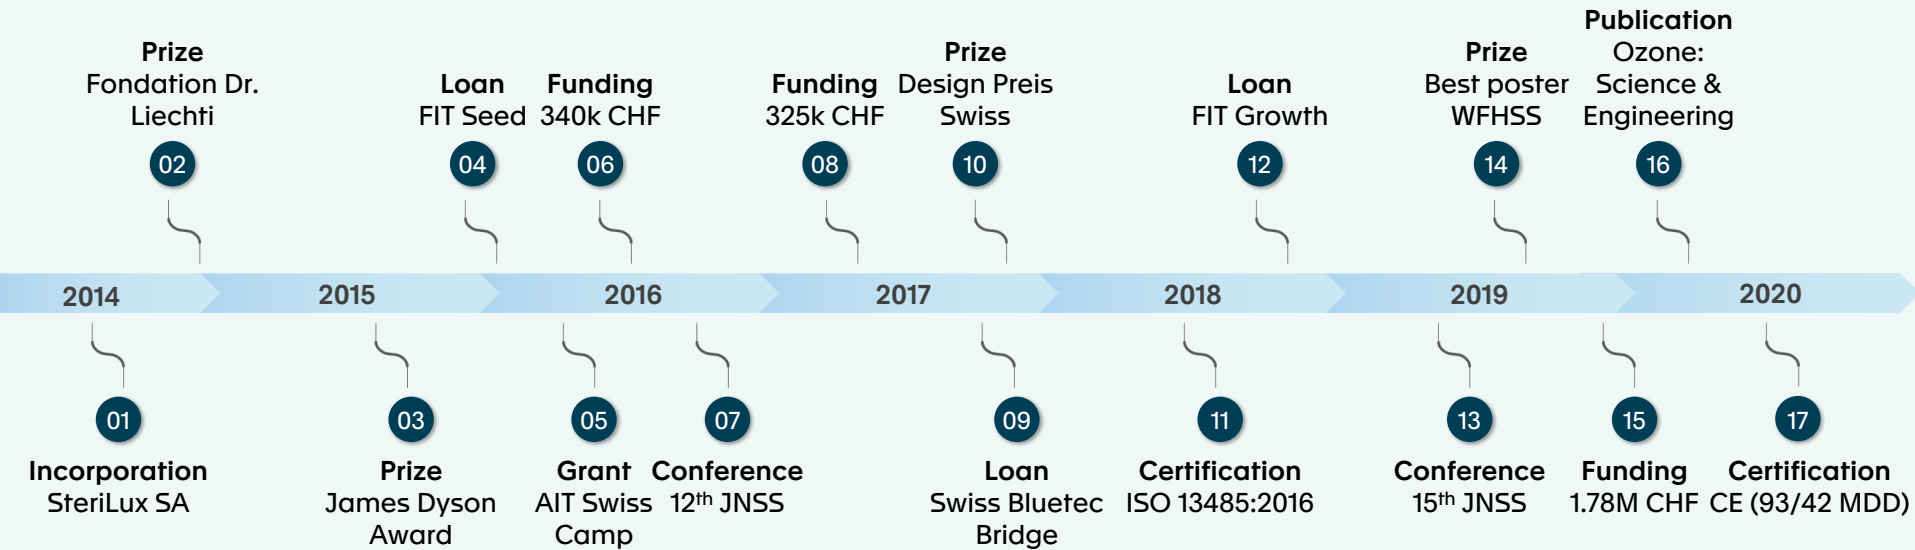 Prize
Fondation Dr.
Liechti
02
Loan
FIT Seed
04
Funding
340k CHF
06
Funding
325k CHF
08
Prize
Design Preis
Swiss
10
Loan
FIT Growth
12
Prize
Best poster
WFHSS
14
Publication
Ozone:
Science &
Engineering
16
2014
2015
2016
2017
2018
2019
2020
01
Incorporation
SteriLux SA
03
Prize
James Dyson
Award
05
Grant
AIT Swiss
Camp
07
Conference
12th JNSS
09
Loan
Swiss Bluetec
Bridge
11
Certification
ISO 13485:2016
13
Conference
15th JNSS
15
Funding
1.78M CHF
17
Certification
CE (93/42 MDD)